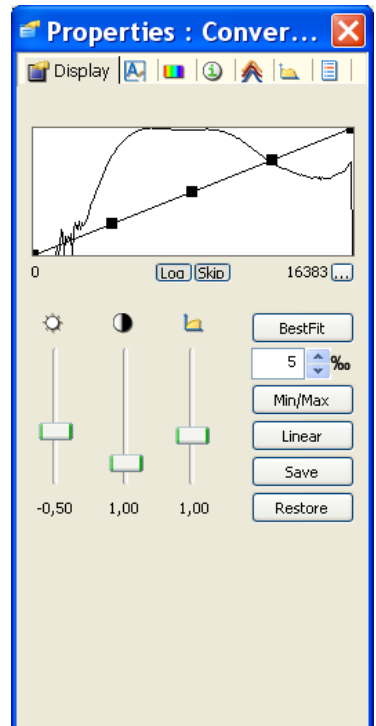 Properties : Conver...
Display
0 Log Skip 16383 ...
BestFit
5 ‰
Min/Max
Linear
Save
-0,50 1,00 1,00 Restore